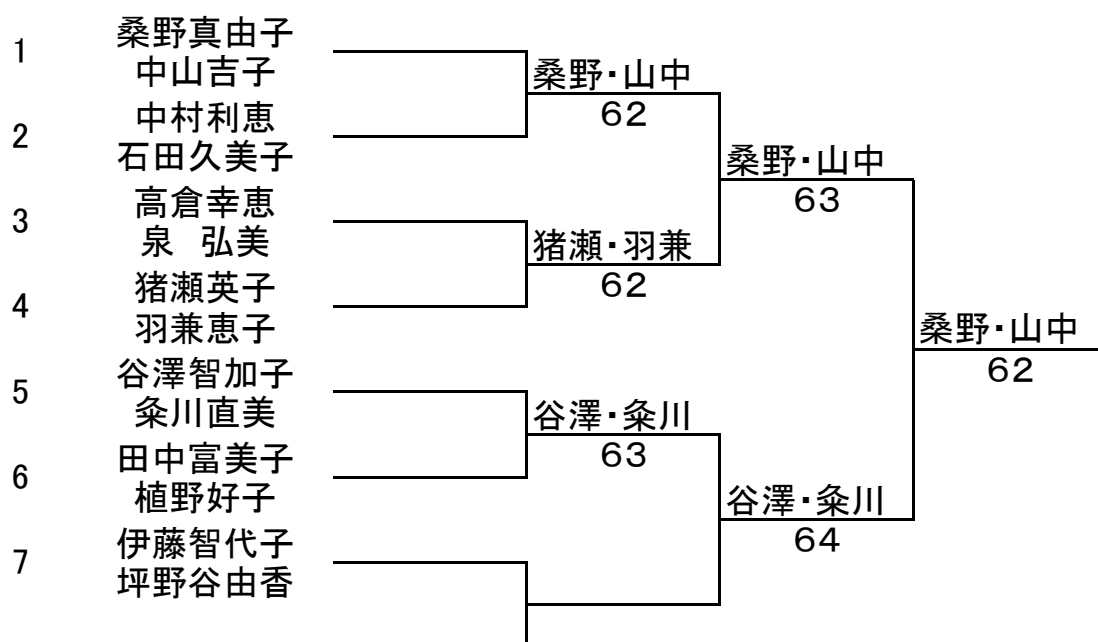 1
桑野真由子
中山吉子
桑野・山中
62
2
中村利恵
石田久美子
桑野・山中
63
3
高倉幸恵
泉 弘美
猪瀬・羽兼
62
4
猪瀬英子
羽兼恵子
桑野・山中
62
5
谷澤智加子
粂川直美
谷澤・粂川
63
6
田中富美子
植野好子
谷澤・粂川
64
7
伊藤智代子
坪野谷由香